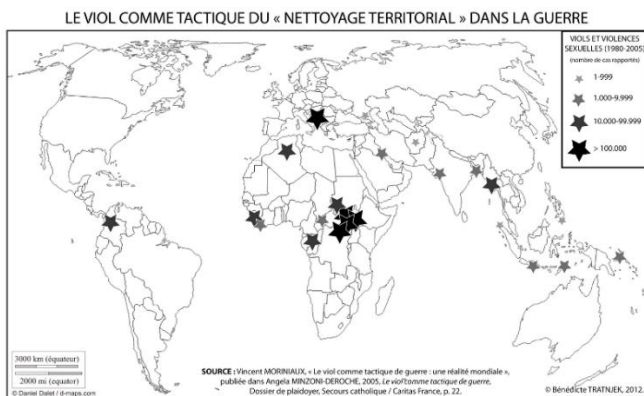 LE VIOL COMME TACTIQUE DU « NETTOYAGE TERRITORIAL » DANS LA GUERRE
VIOLS ET VIOLENCES
SEXUELLES (1980-2005)
(nombre de cas rapportés)
1-999
1.000-9.999
10.000-99.999
> 100.000
3000 km (équateur)
2000 mi (équateur)
© Daniel Dalet / d-maps.com
SOURCE : Vincent MORINIAUX, « Le viol comme tactique de guerre : une réalité mondiale »,
publiée dans Angela MINZONI-DEROCHE, 2005, Le viol comme tactique de guerre,
Dossier de plaidoyer, Secours catholique / Caritas France, p. 22.
© Bénédicte TRATNJEK, 2012.